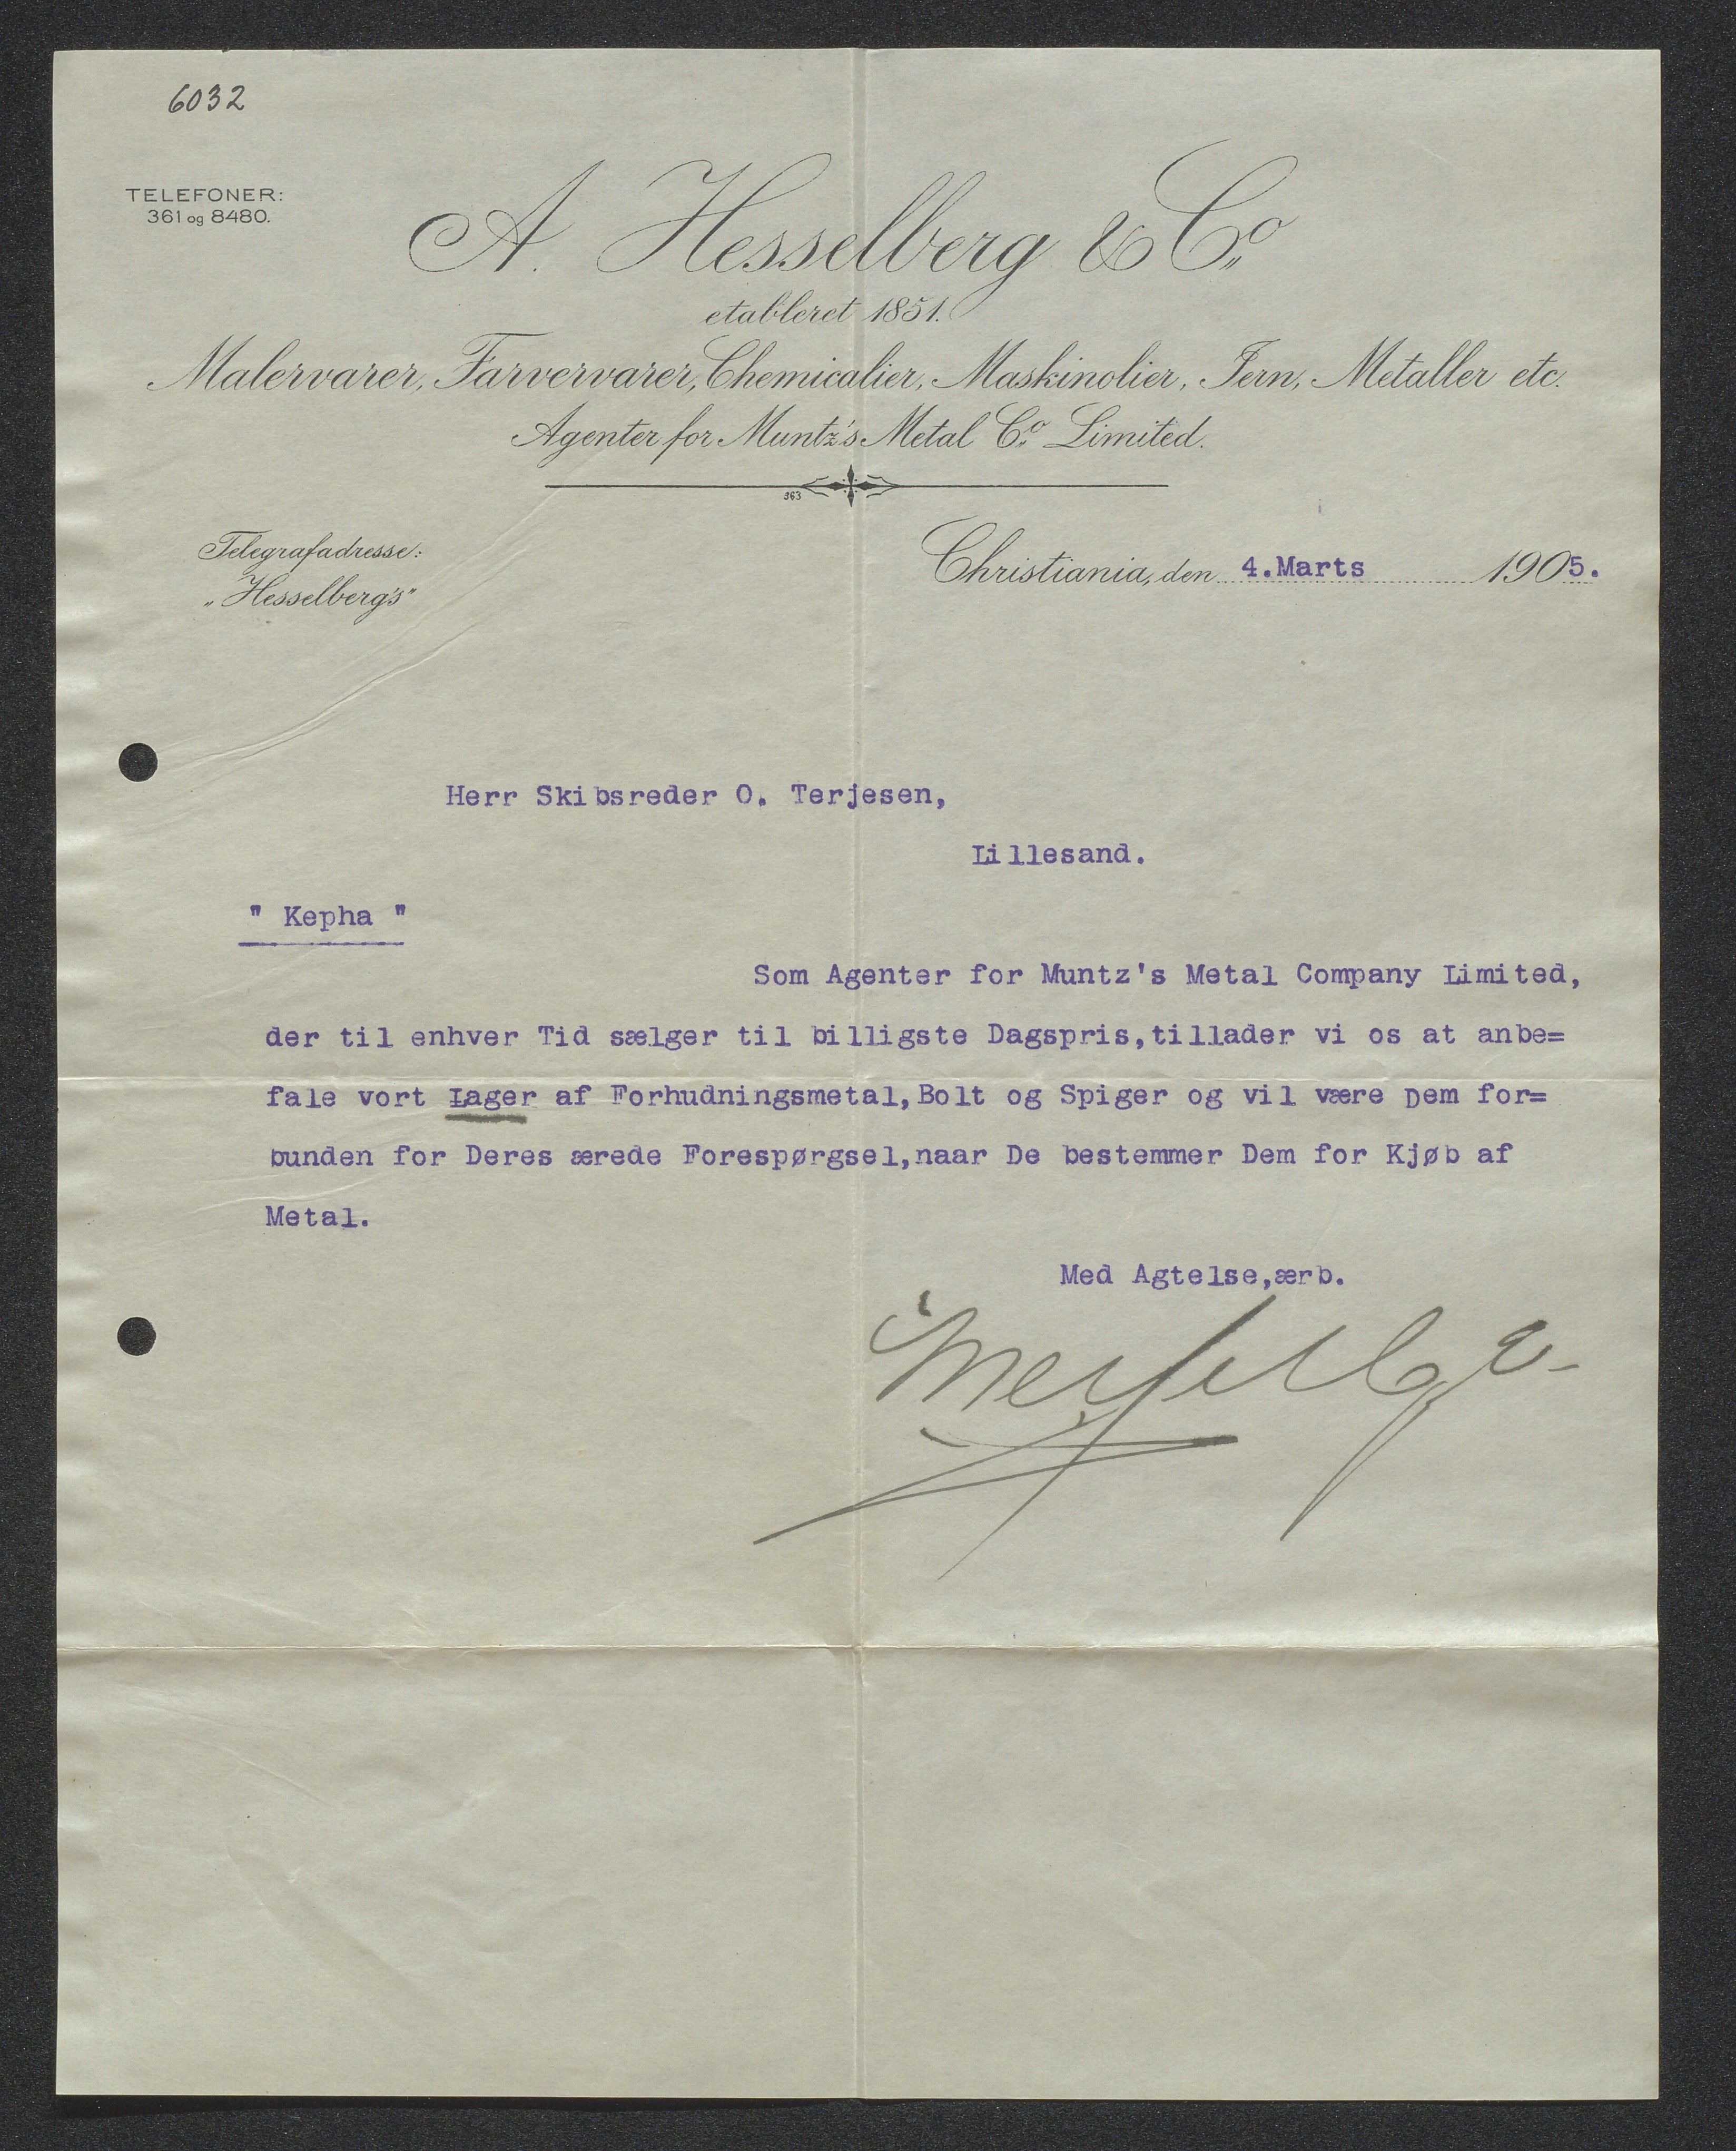 6032
TELEFONER:
361 og 8480.
A. Hesselberg & Co.
etableret 1851.
Malervarer, Farvervarer, Chemicalier, Maskinolier, Jern, Metaller etc.
Agenter for Muntz's Metal Co. Limited.
363
Telegrafadresse:
„Hesselberg's"
Christiania, den 4.Marts 1905.
Herr Skibsreder O. Terjesen,
Lillesand.
" Kepha "
Som Agenter for Muntz's Metal Company Limited,
der til enhver Tid sælger til billigste Dagspris,tillader vi os at anbe=
fale vort Lager af Forhudningsmetal,Bolt og Spiger og vil være Dem for=
bunden for Deres ærede Forespørgsel,naar De bestemmer Dem for Kjøb af
Metal.
Med Agtelse,ærb.